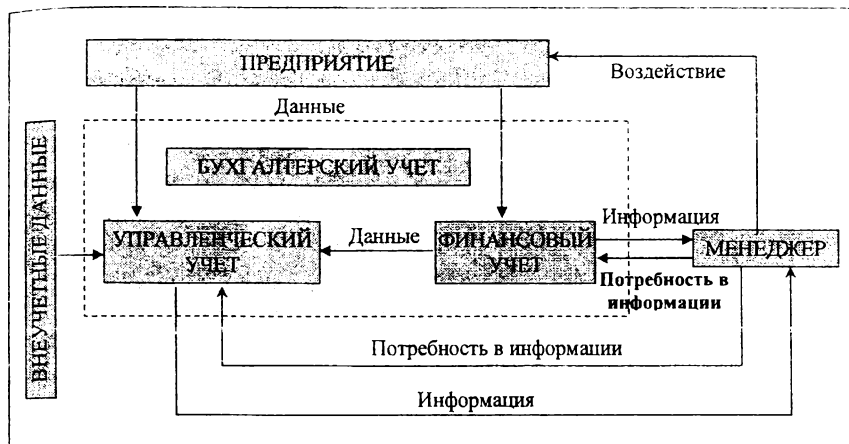 ПРЕДПРИЯТИЕ
Воздействие
Данные
БУХГАЛТЕРСКИЙ УЧЕТ
ВНЕУЧЕТНЫЕ ДАННЫЕ
УПРАВЛЕНЧЕСКИЙ
УЧЕТ
Данные
ФИНАНСОВЫЙ
УЧЕТ
Информация
МЕНЕДЖЕР
Потребность в
информации
Потребность в информации
Информация